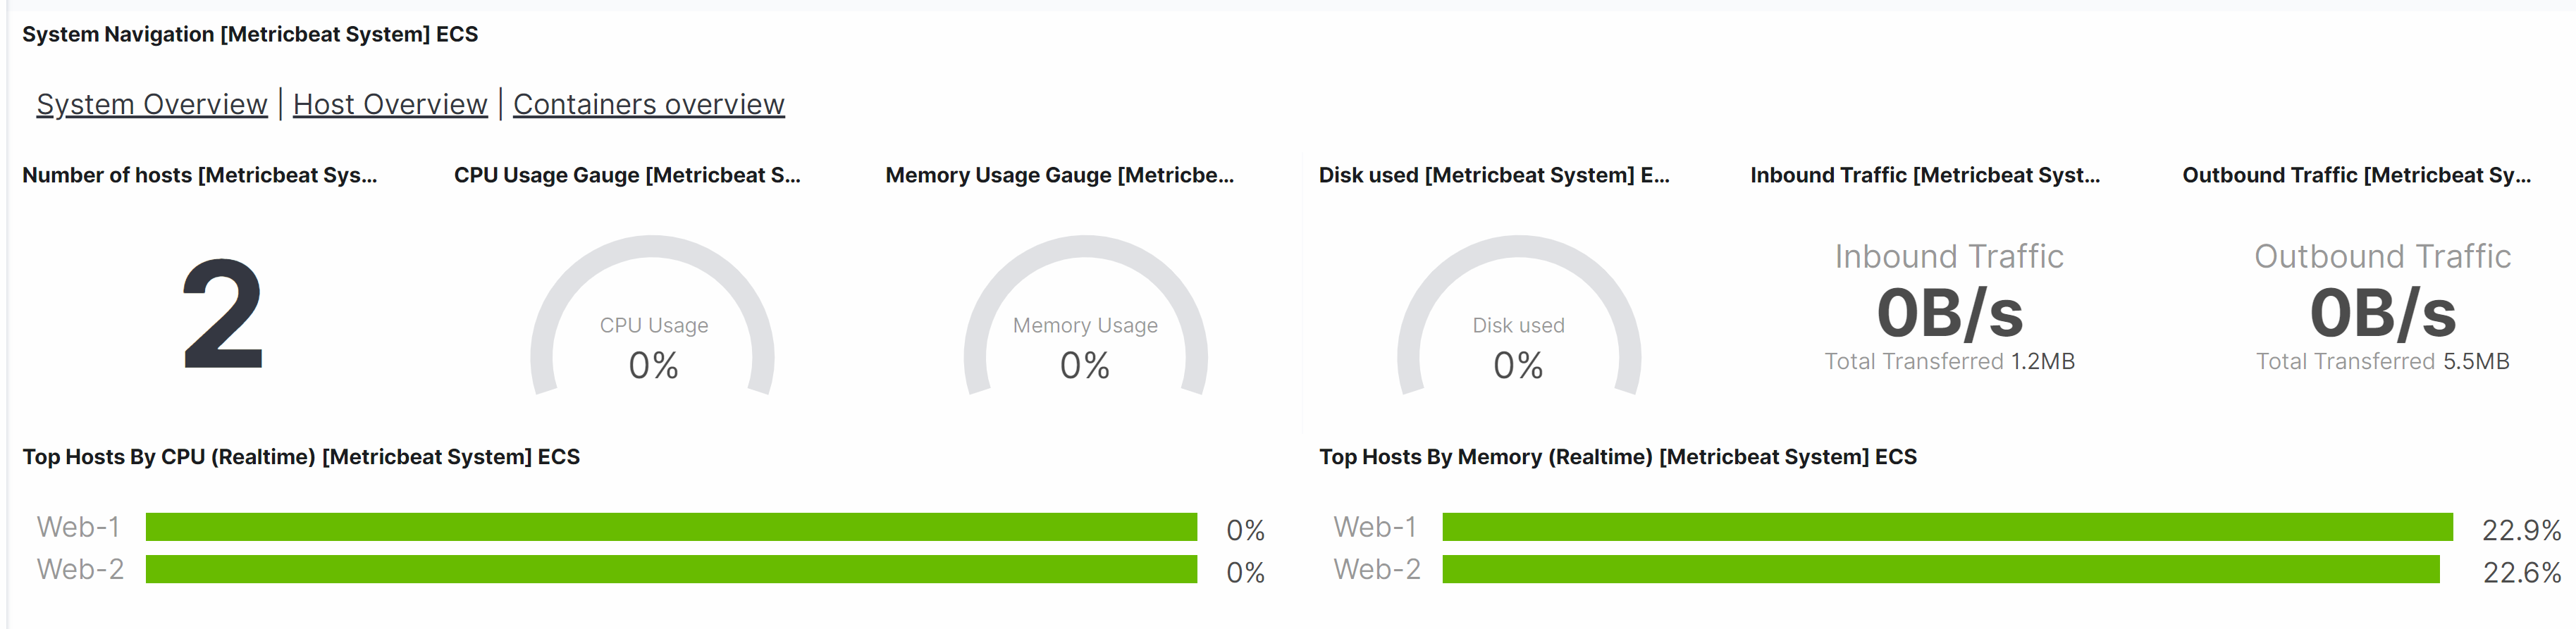 System Navigation [Metricbeat System] ECS
System Overview | Host Overview | Containers overview
Number of hosts [Metricbeat Sys...
2
CPU Usage Gauge [Metricbeat S...
CPU Usage
0%
Memory Usage Gauge [Metricbe...
Memory Usage
0%
Disk used [Metricbeat System] E...
Disk used
0%
Inbound Traffic [Metricbeat Syst...
Inbound Traffic
0B/s
Total Transferred 1.2MB
Outbound Traffic [Metricbeat Sy...
Outbound Traffic
0B/s
Total Transferred 5.5MB
Top Hosts By CPU (Realtime) [Metricbeat System] ECS
Web-1 0%
Web-2 0%
Top Hosts By Memory (Realtime) [Metricbeat System] ECS
Web-1 22.9%
Web-2 22.6%